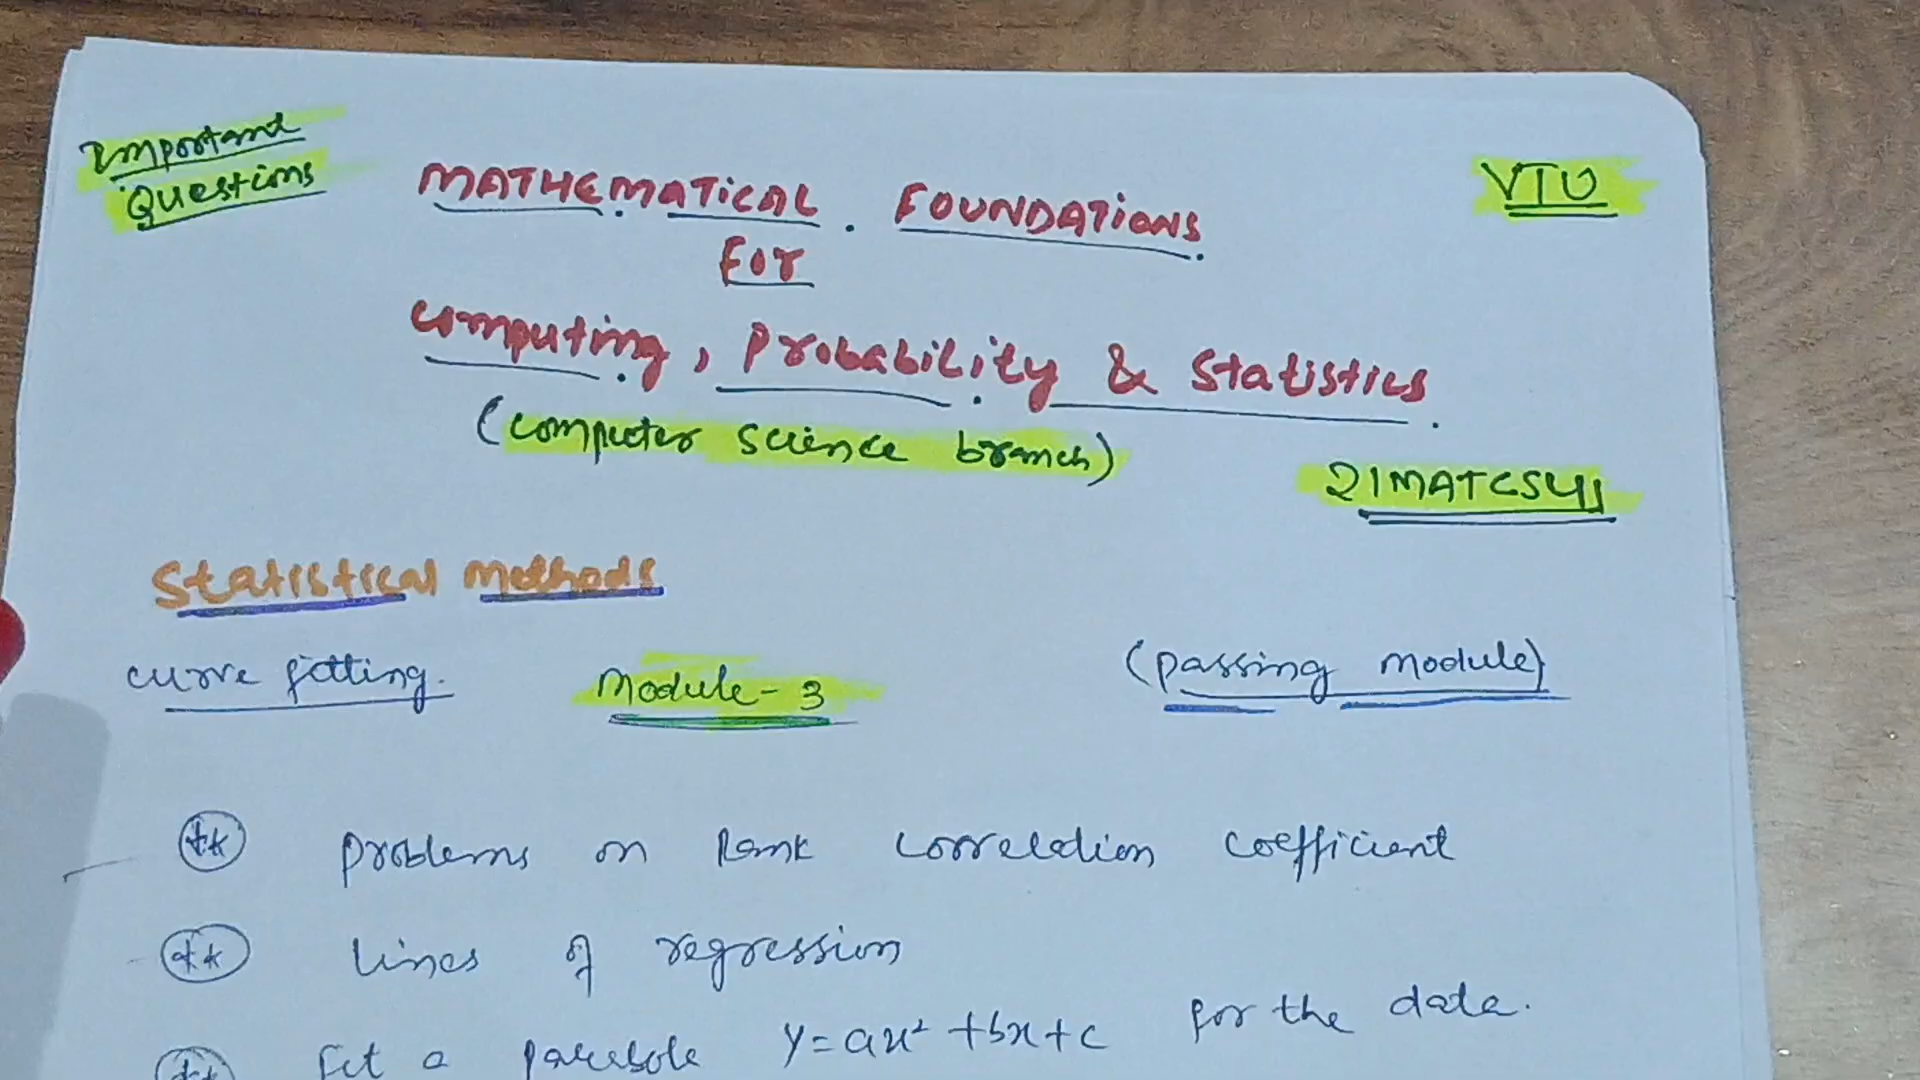 Important
Questions
VTU
MATHEMATICAL FOUNDATIONS
For
Computing, Probability & Statistics
(computer science branch)
21MATCS41
Statistical Methods
curve fitting.
Module - 3
(passing module)
** problems on Rank correlation coefficient
** lines of regression
** fit a parabola y=ax²+bx+c for the data.